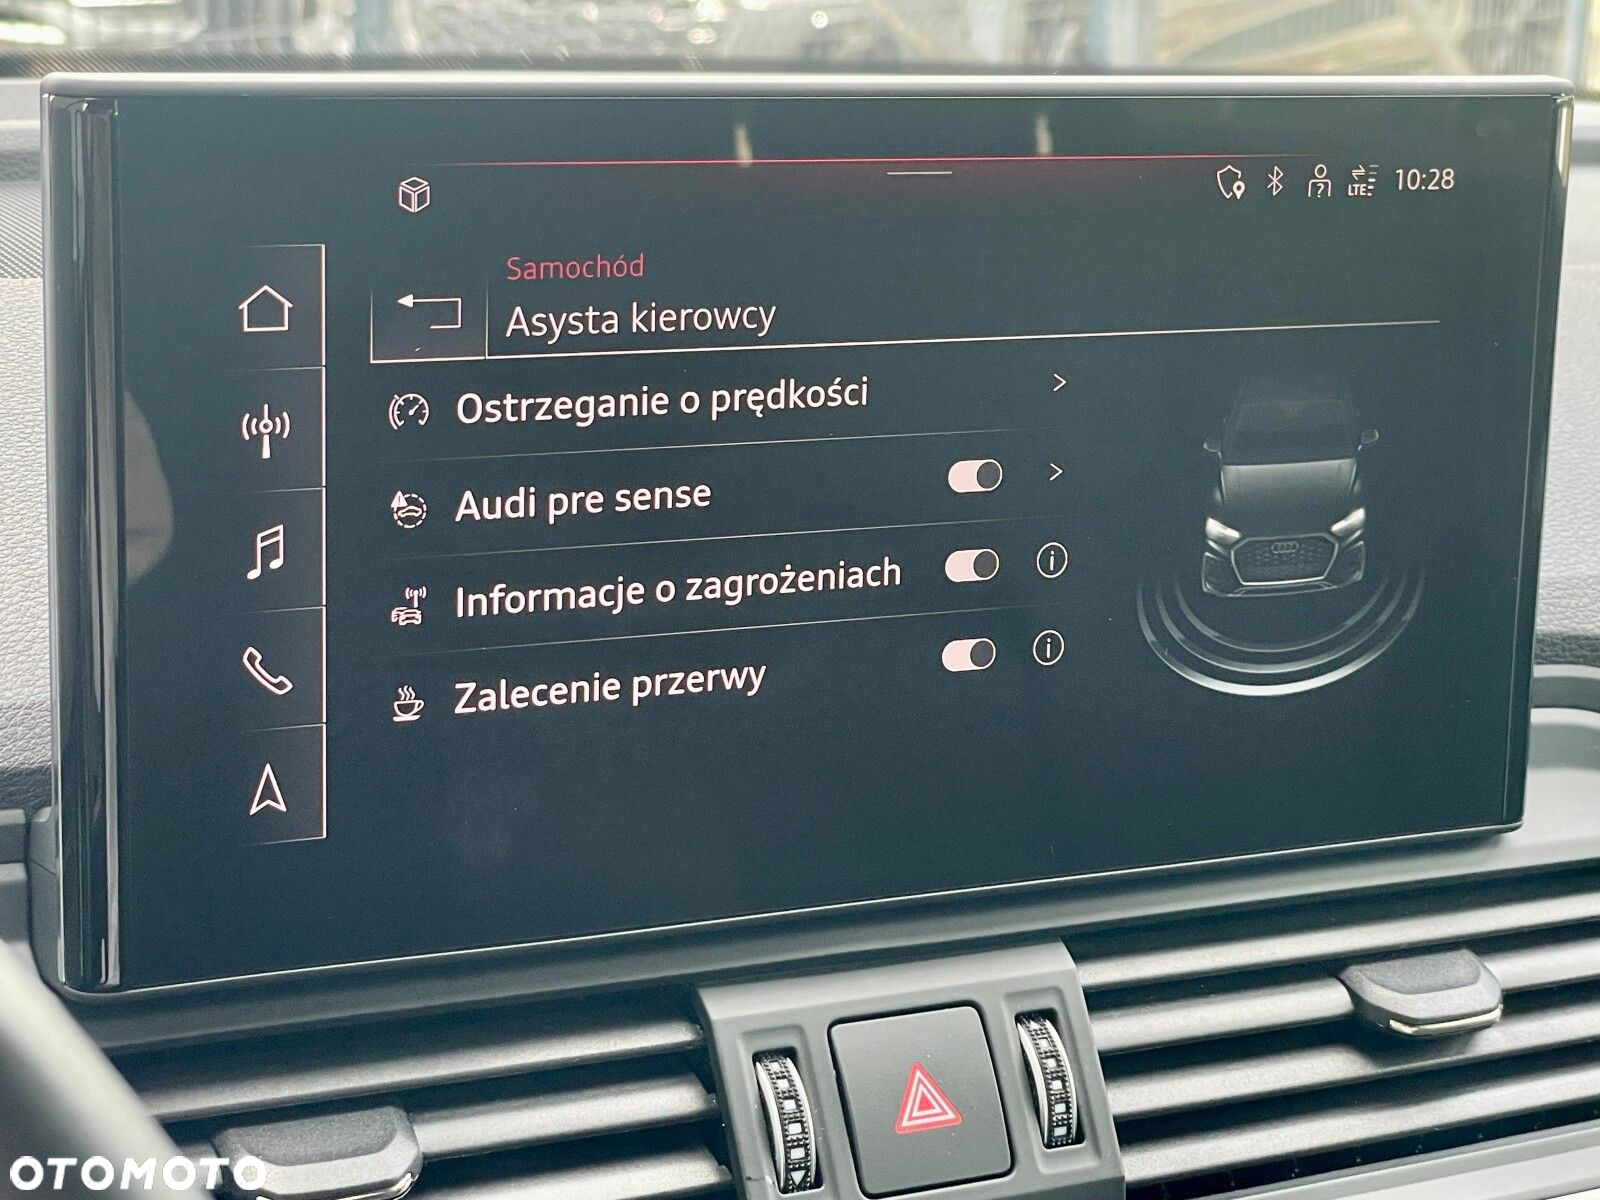 LTE
10:28
Samochód
Asysta kierowcy
Ostrzeganie o prędkości
Audi pre sense
Informacje o zagrożeniach
Zalecenie przerwy
OTOMOTO